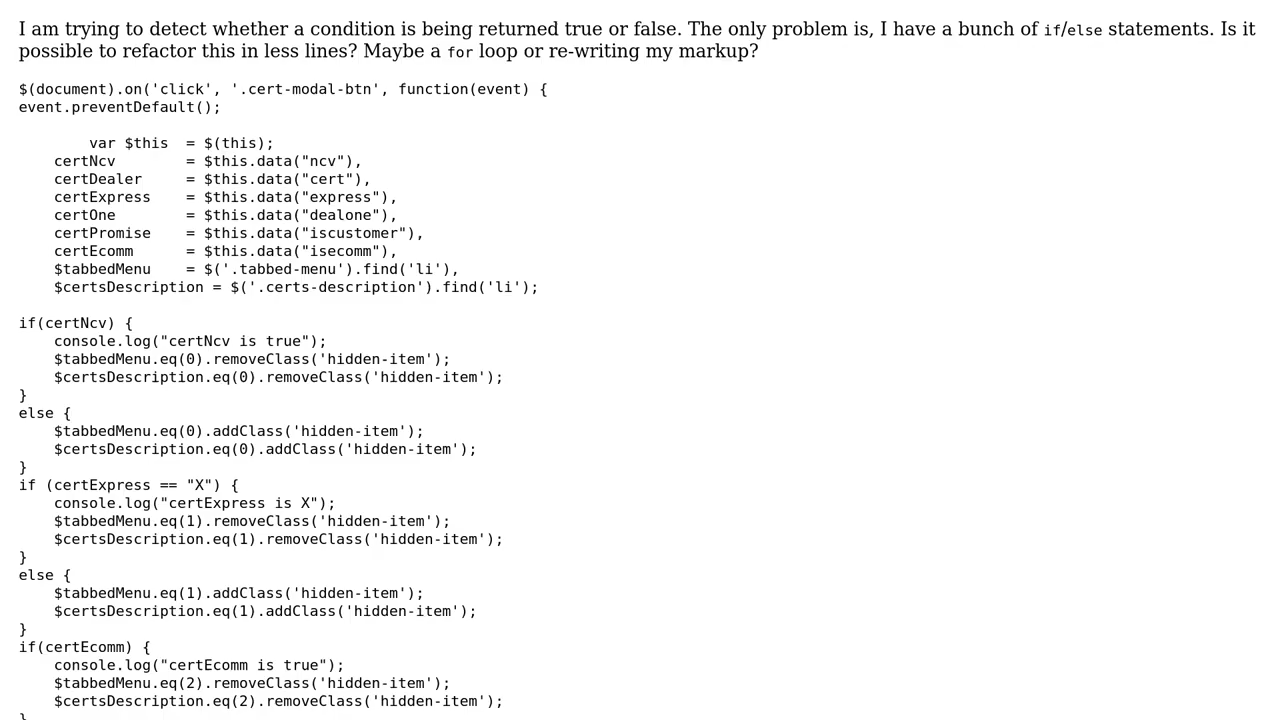 I am trying to detect whether a condition is being returned true or false. The only problem is, I have a bunch of if/else statements. Is it
possible to refactor this in less lines? Maybe a for loop or re-writing my markup?
$(document).on('click', '.cert-modal-btn', function(event) {
event.preventDefault();
        var $this  = $(this);
    certNcv        = $this.data("ncv"),
    certDealer     = $this.data("cert"),
    certExpress    = $this.data("express"),
    certOne        = $this.data("dealone"),
    certPromise    = $this.data("iscustomer"),
    certEcomm      = $this.data("isecomm"),
    $tabbedMenu    = $('.tabbed-menu').find('li'),
    $certsDescription = $('.certs-description').find('li');
if(certNcv) {
    console.log("certNcv is true");
    $tabbedMenu.eq(0).removeClass('hidden-item');
    $certsDescription.eq(0).removeClass('hidden-item');
}
else {
    $tabbedMenu.eq(0).addClass('hidden-item');
    $certsDescription.eq(0).addClass('hidden-item');
}
if (certExpress == "X") {
    console.log("certExpress is X");
    $tabbedMenu.eq(1).removeClass('hidden-item');
    $certsDescription.eq(1).removeClass('hidden-item');
}
else {
    $tabbedMenu.eq(1).addClass('hidden-item');
    $certsDescription.eq(1).addClass('hidden-item');
}
if(certEcomm) {
    console.log("certEcomm is true");
    $tabbedMenu.eq(2).removeClass('hidden-item');
    $certsDescription.eq(2).removeClass('hidden-item');
}